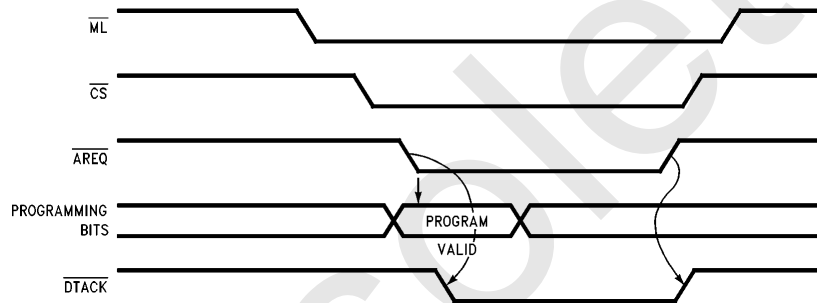 ML
CS
AREQ
PROGRAMMING
BITS
PROGRAM
VALID
DTACK